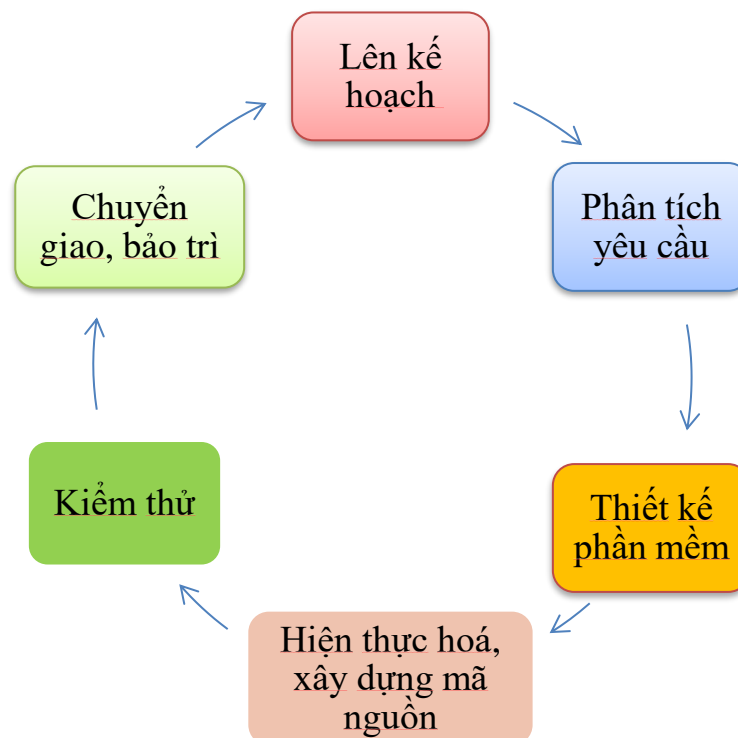 Lên kế
hoạch
Phân tích
yêu cầu
Thiết kế
phần mềm
Hiện thực hoá,
xây dựng mã
nguồn
Kiểm thử
Chuyển
giao, bảo trì